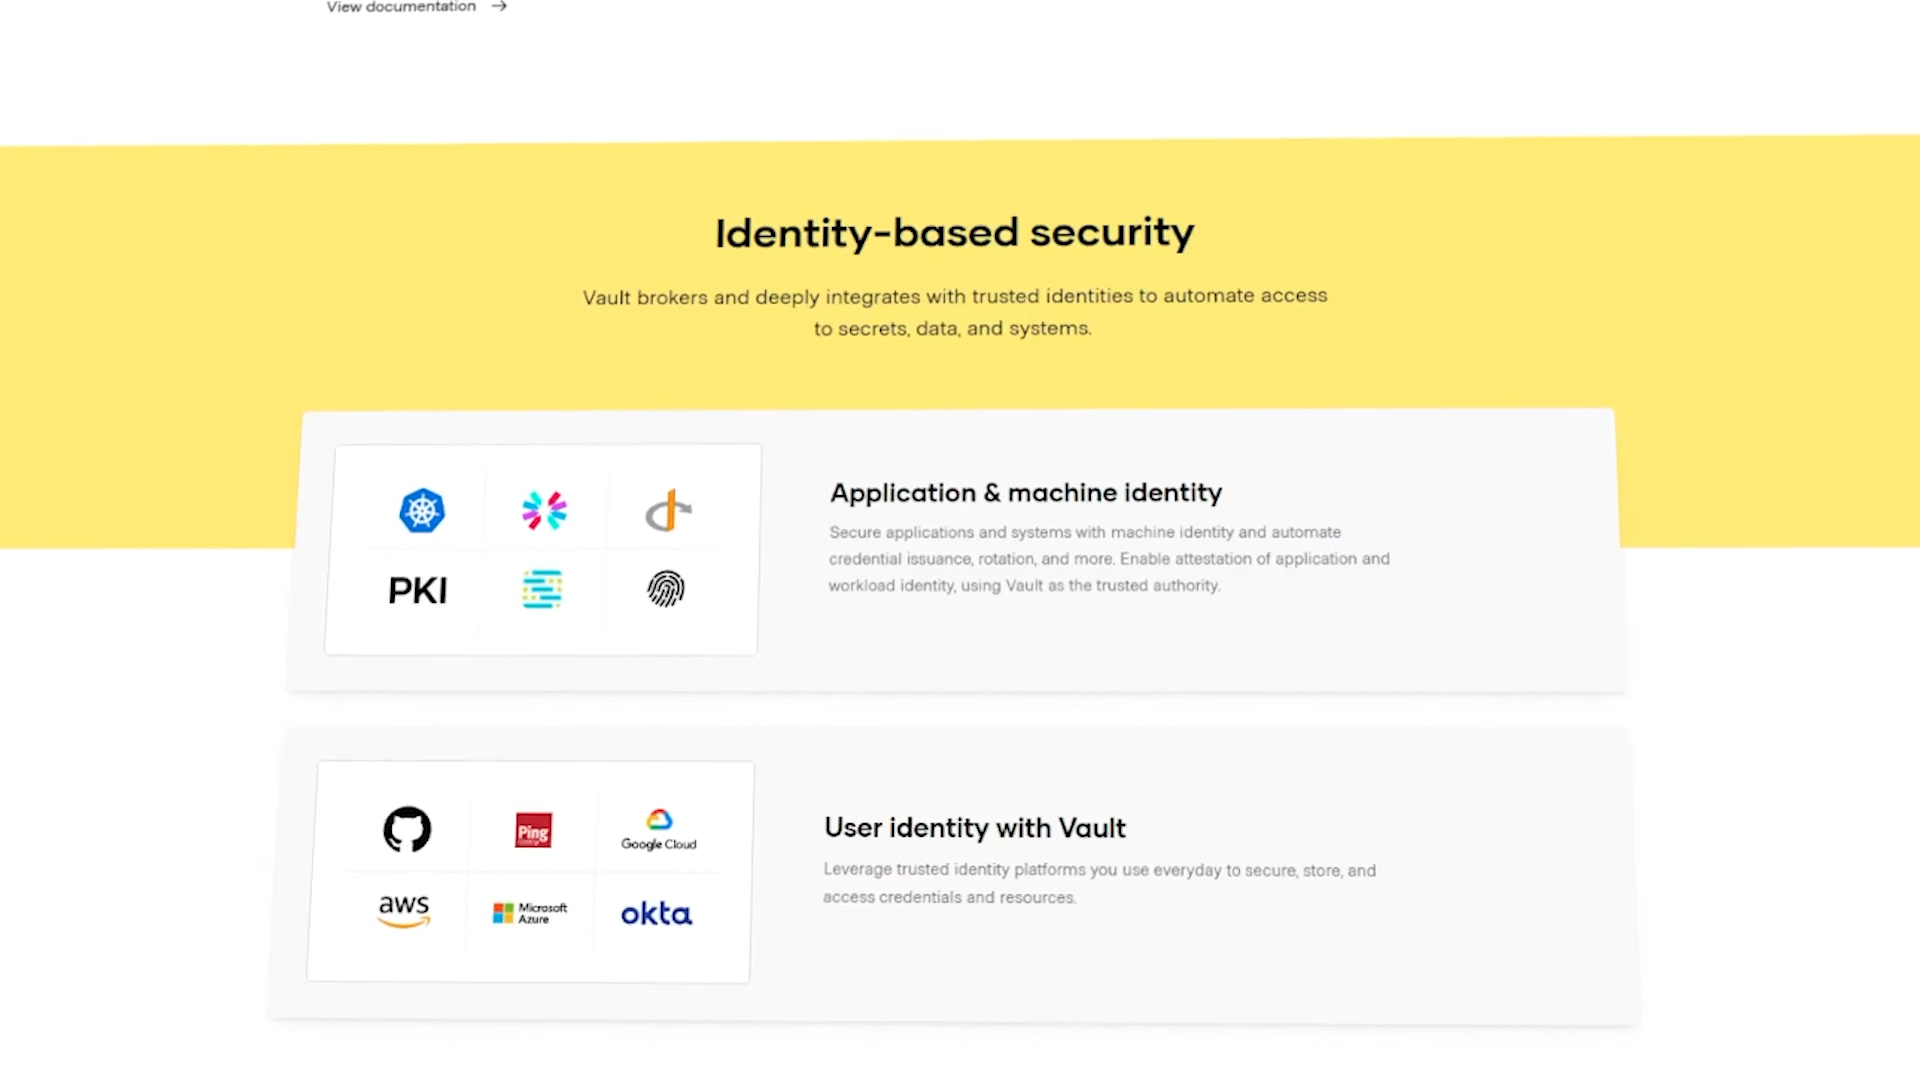 View documentation
Identity-based security
Vault brokers and deeply integrates with trusted identities to automate access
to secrets, data, and systems.
Application & machine identity
Secure applications and systems with machine identity and automate
credential issuance, rotation, and more. Enable attestation of application and
workload identity, using Vault as the trusted authority.
PKI
User identity with Vault
Leverage trusted identity platforms you use everyday to secure, store, and
access credentials and resources.
Ping
Google Cloud
aws
Microsoft
Azure
okta